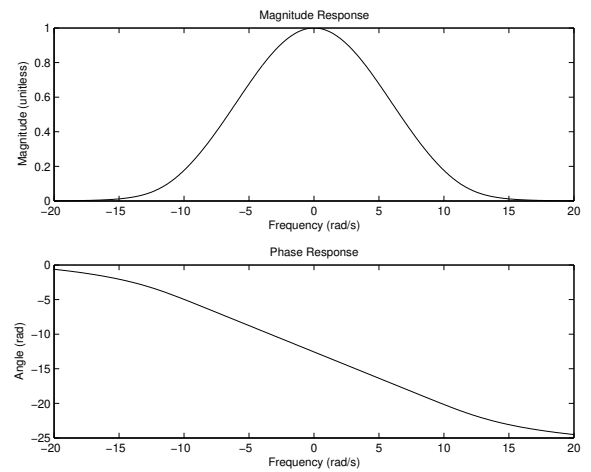 Magnitude Response
Magnitude (unitless)
1
0.8
0.6
0.4
0.2
0
−20 −15 −10 −5 0 5 10 15 20
Frequency (rad/s)
Phase Response
Angle (rad)
0
−5
−10
−15
−20
−25
−20 −15 −10 −5 0 5 10 15 20
Frequency (rad/s)